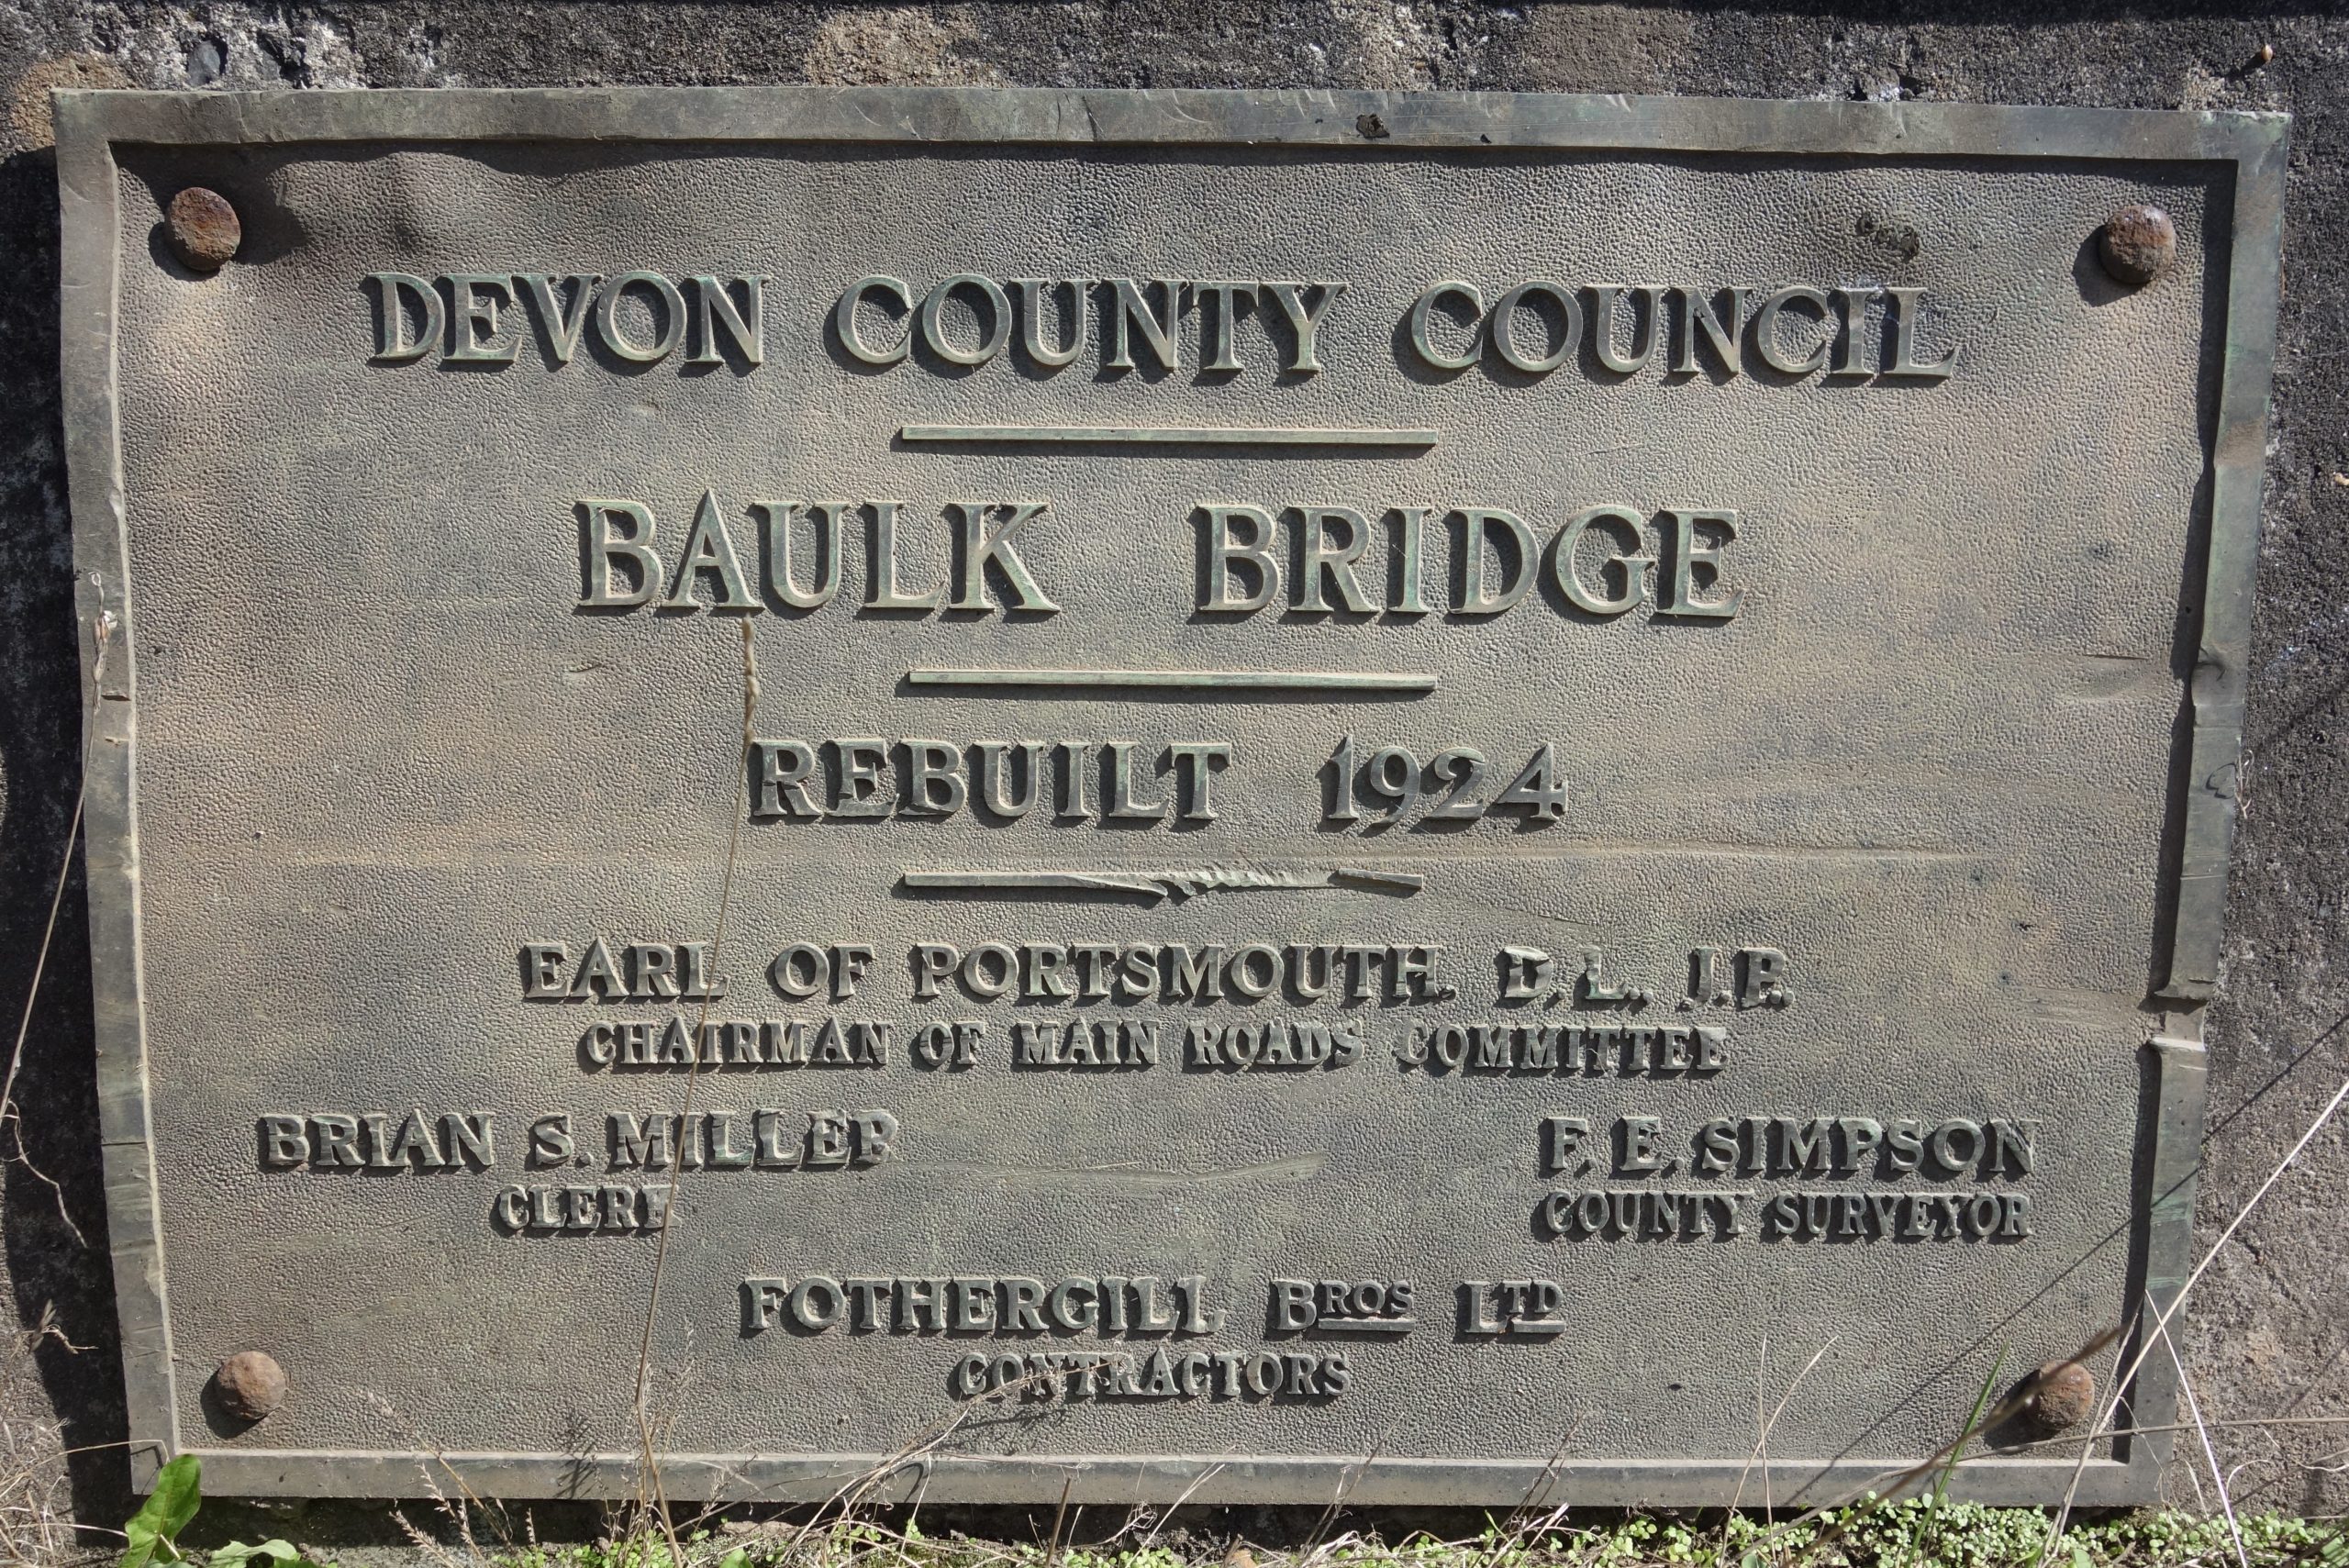 DEVON COUNTY COUNCIL
BAULK BRIDGE
REBUILT 1924
EARL OF PORTSMOUTH. D.L., J.P.
CHAIRMAN OF MAIN ROADS COMMITTEE
BRIAN S. MILLER
CLERK
F. E. SIMPSON
COUNTY SURVEYOR
FOTHERGILL BROS LTD
CONTRACTORS